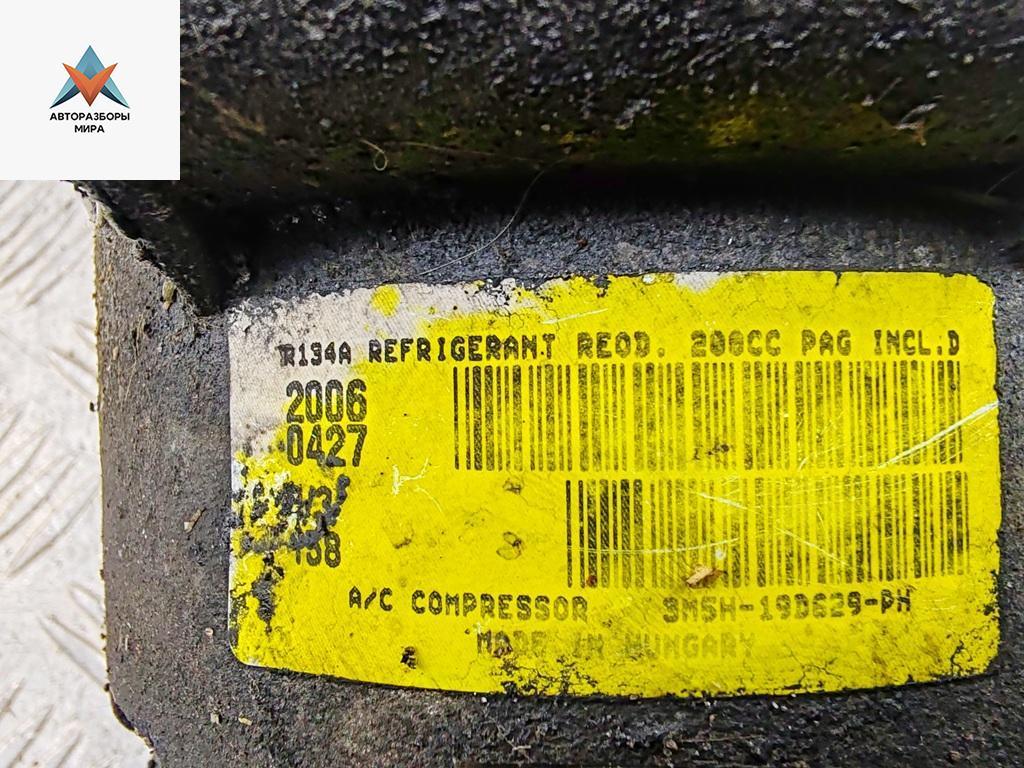 АВТОРАЗБОРЫ
МИРА
R134A REFRIGERANT REQD. 200CC PAG INCL.D
2006
0427
A/C COMPRESSOR 3M5H-19D629-PH
MADE IN HUNGARY